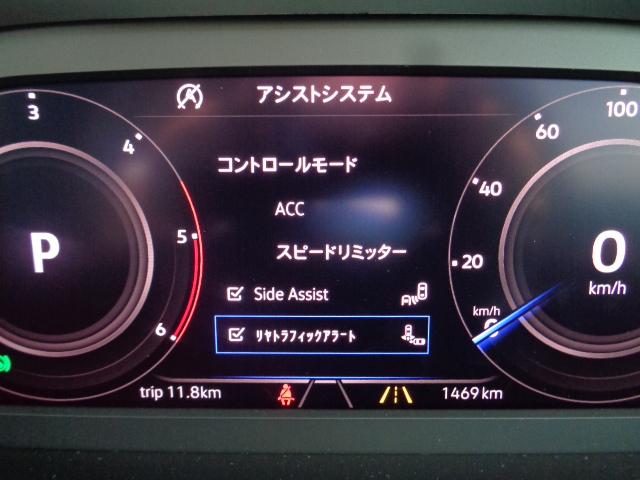 アシストシステム
3
4
5
6
P
コントロールモード
ACC
スピードリミッター
Side Assist
ﾘﾔﾄﾗﾌｨｯｸｱﾗｰﾄ
100
60
40
20
km/h
0
0
km/h
trip 11.8km
1469 km